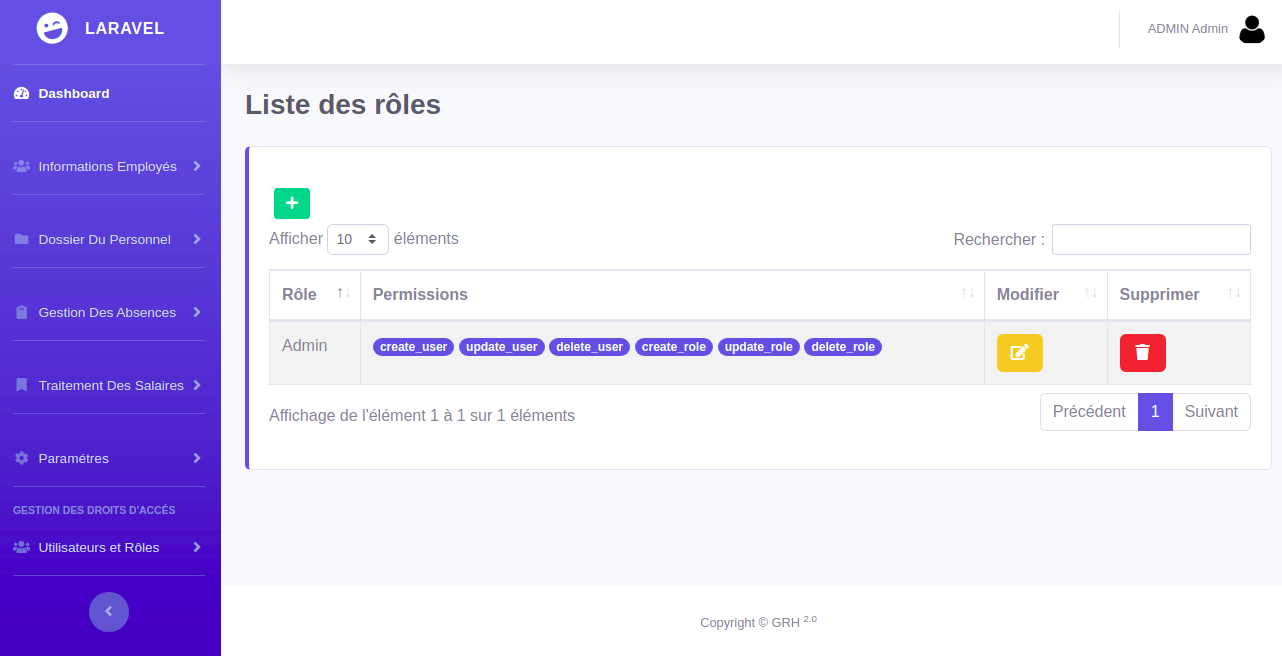 LARAVEL
ADMIN Admin
Dashboard
Informations Employés
Dossier Du Personnel
Gestion Des Absences
Traitement Des Salaires
Paramétres
GESTION DES DROITS D'ACCÉS
Utilisateurs et Rôles
Liste des rôles
Afficher 10 éléments
Rechercher :
Rôle Permissions Modifier Supprimer
Admin create_user update_user delete_user create_role update_role delete_role
Affichage de l'élément 1 à 1 sur 1 éléments
Précédent 1 Suivant
Copyright © GRH 2.0